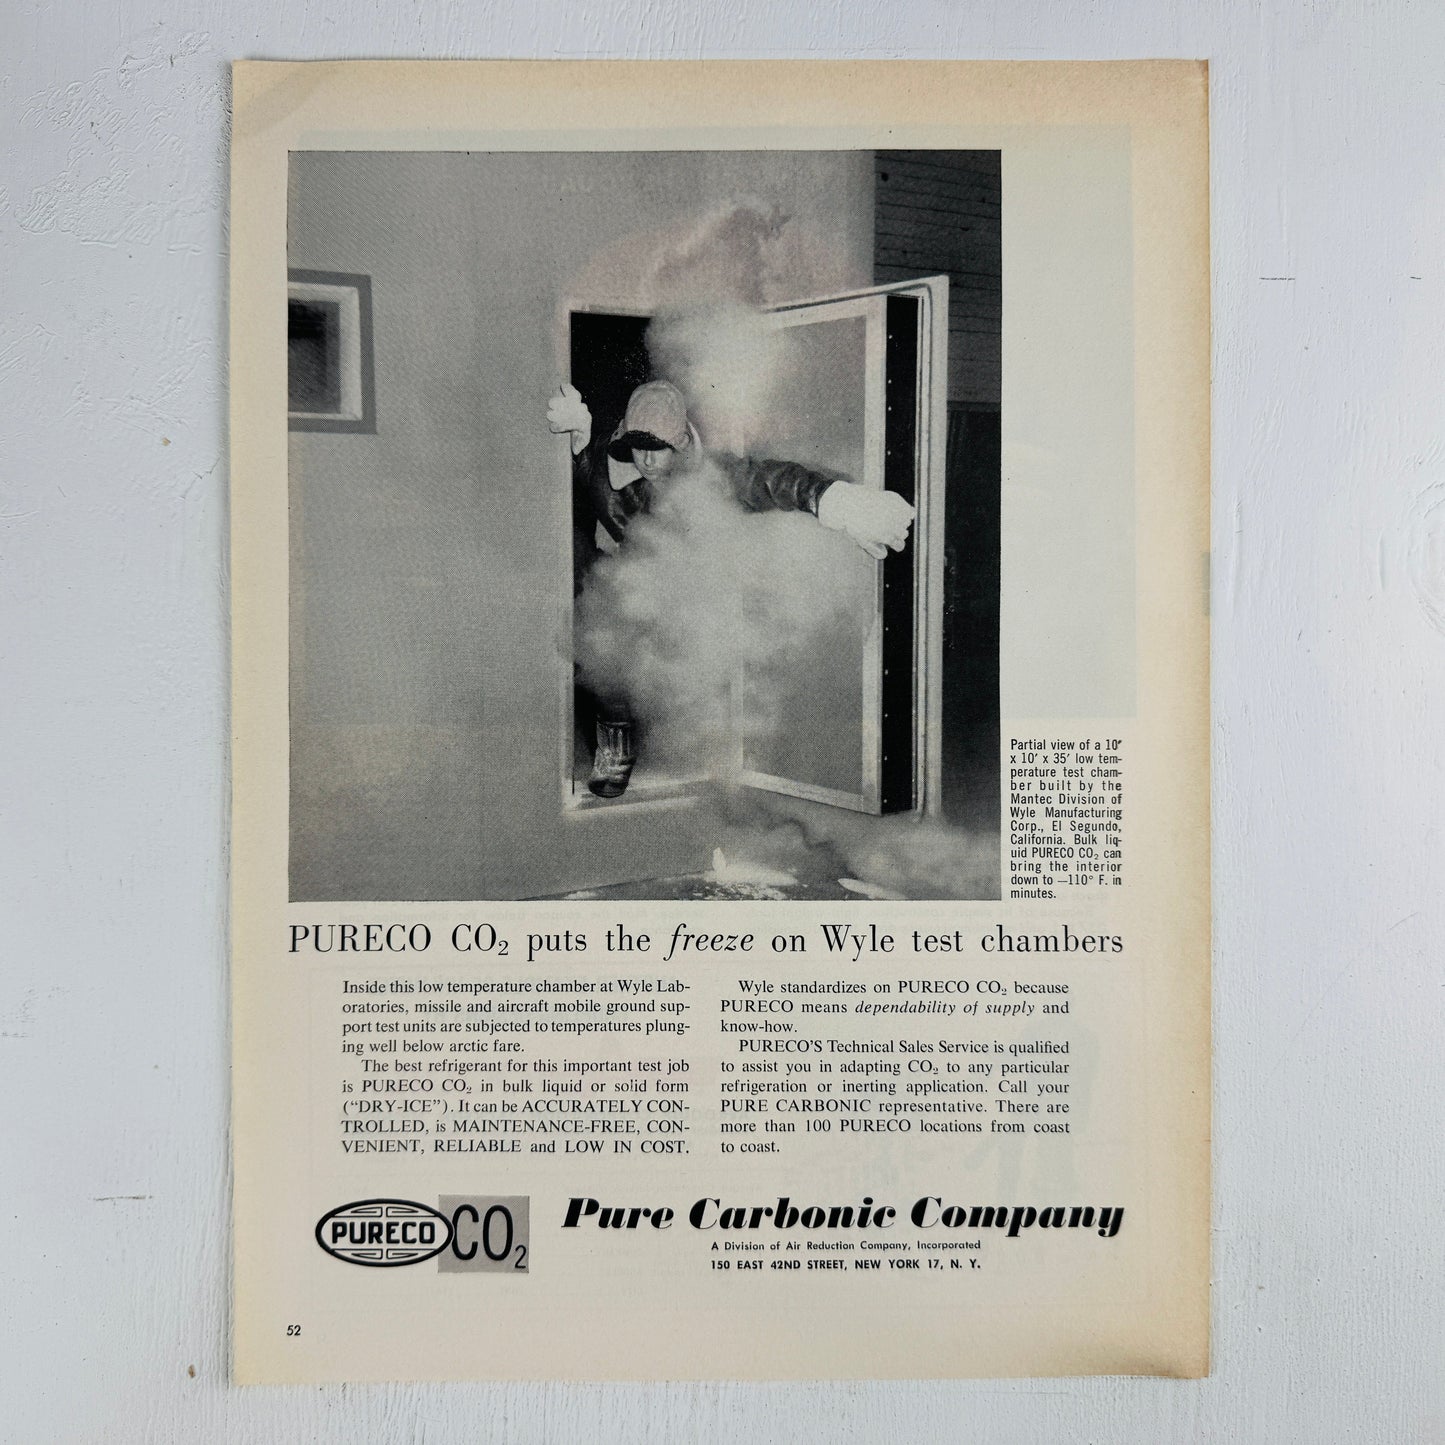 Partial view of a 10'
x 10' x 35' low tem-
perature test cham-
ber built by the
Mantec Division of
Wyle Manufacturing
Corp., El Segundo,
California. Bulk liq-
uid PURECO CO₂ can
bring the interior
down to —110° F. in
minutes.
PURECO CO₂ puts the freeze on Wyle test chambers
Inside this low temperature chamber at Wyle Lab-
oratories, missile and aircraft mobile ground sup-
port test units are subjected to temperatures plung-
ing well below arctic fare.
The best refrigerant for this important test job
is PURECO CO₂ in bulk liquid or solid form
(“DRY-ICE”). It can be ACCURATELY CON-
TROLLED, is MAINTENANCE-FREE, CON-
VENIENT, RELIABLE and LOW IN COST.
Wyle standardizes on PURECO CO₂ because
PURECO means dependability of supply and
know-how.
PURECO'S Technical Sales Service is qualified
to assist you in adapting CO₂ to any particular
refrigeration or inerting application. Call your
PURE CARBONIC representative. There are
more than 100 PURECO locations from coast
to coast.
PURECO CO₂
Pure Carbonic Company
A Division of Air Reduction Company, Incorporated
150 EAST 42ND STREET, NEW YORK 17, N. Y.
52